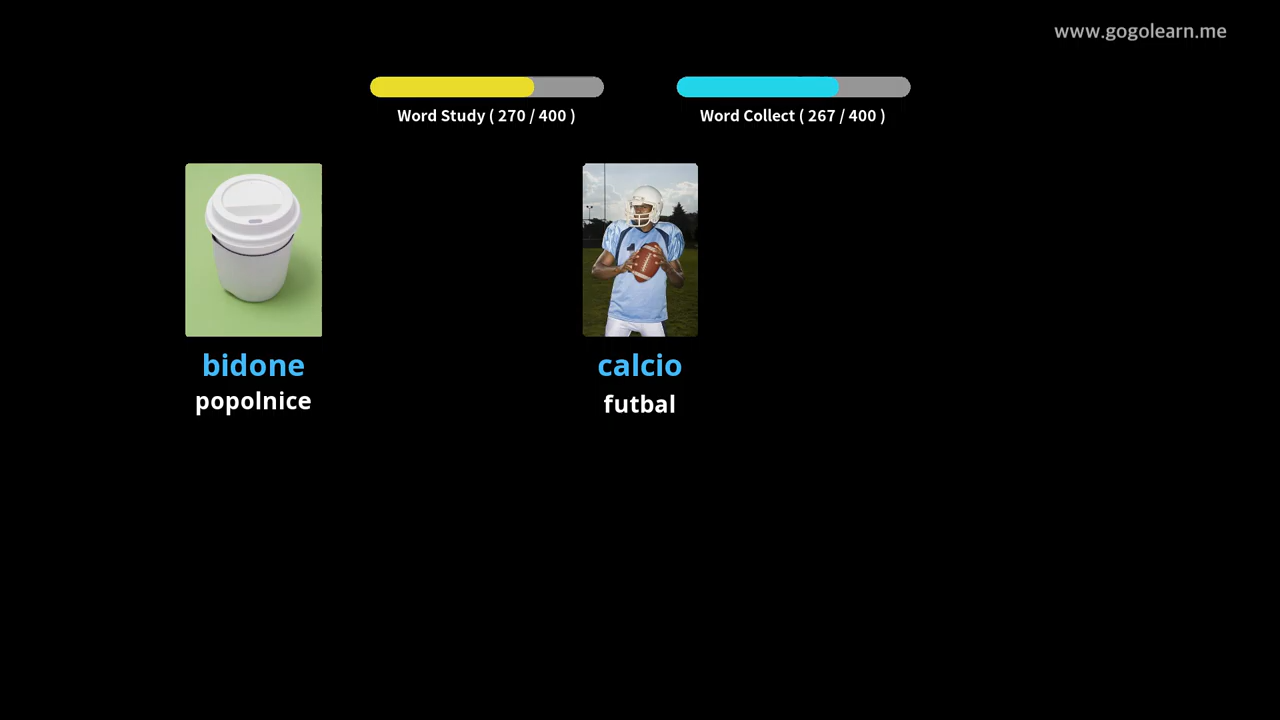 www.gogolearn.me
Word Study ( 270 / 400 )
Word Collect ( 267 / 400 )
bidone
popolnice
calcio
futbal